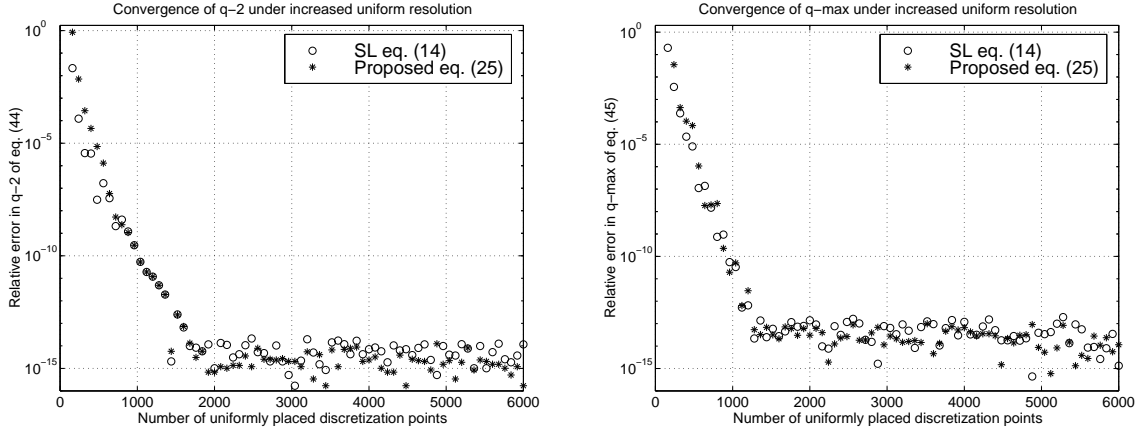 Convergence of q−2 under increased uniform resolution
SL eq. (14)
Proposed eq. (25)
Relative error in q−2 of eq. (44)
10^0
10^−5
10^−10
10^−15
0 1000 2000 3000 4000 5000 6000
Number of uniformly placed discretization points
Convergence of q−max under increased uniform resolution
SL eq. (14)
Proposed eq. (25)
Relative error in q−max of eq. (45)
10^0
10^−5
10^−10
10^−15
0 1000 2000 3000 4000 5000 6000
Number of uniformly placed discretization points